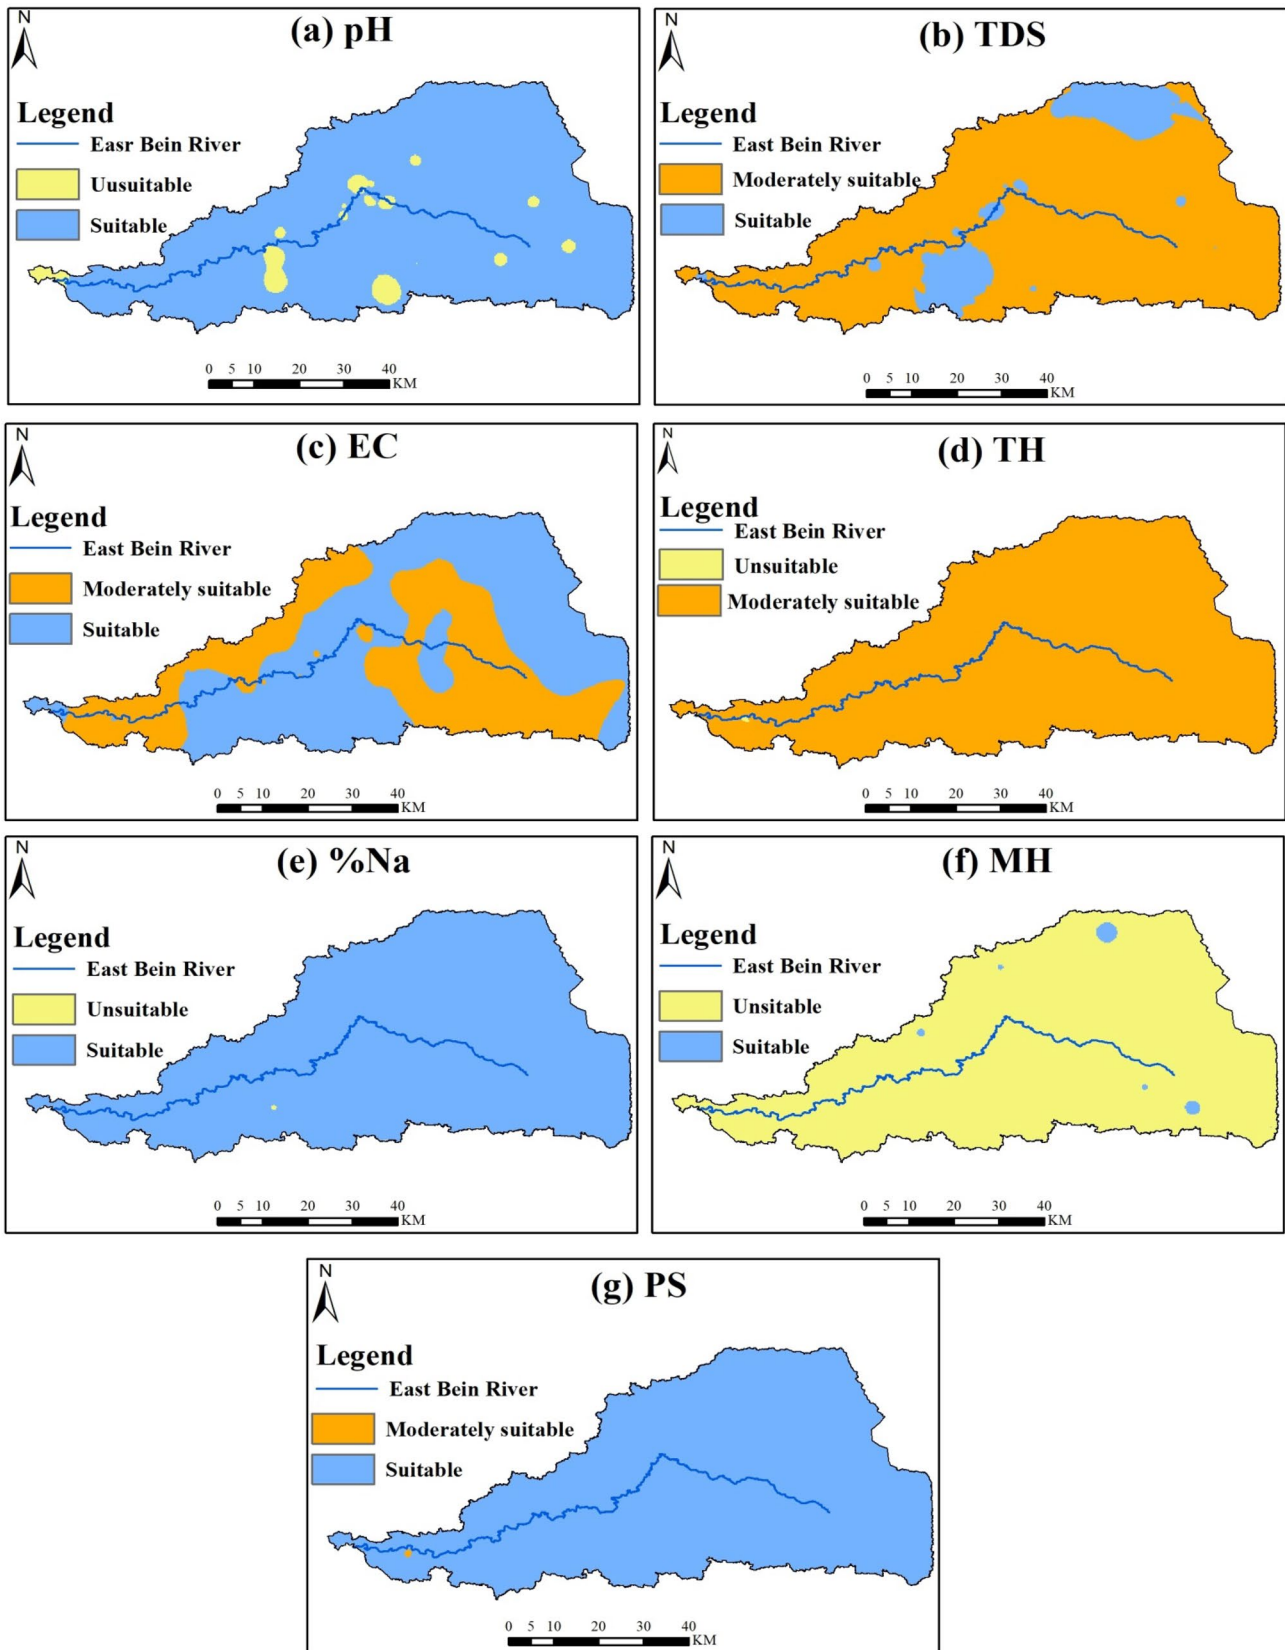 N
(a) pH
Legend
Easr Bein River
Uusuitable
Suitable
0 5 10 20 30 40
KM
N
(b) TDS
Legend
East Bein River
Moderately suitable
Suitable
0 5 10 20 30 40
KM
N
(c) EC
Legend
East Bein River
Moderately suitable
Suitable
0 5 10 20 30 40
KM
N
(d) TH
Legend
East Bein River
Unsuitable
Moderately suitable
0 5 10 20 30 40
KM
N
(e) %Na
Legend
East Bein River
Unsuitable
Suitable
0 5 10 20 30 40
KM
N
(f) MH
Legend
East Bein River
Unsitable
Suitable
0 5 10 20 30 40
KM
N
(g) PS
Legend
East Bein River
Moderately suitable
Suitable
0 5 10 20 30 40
KM